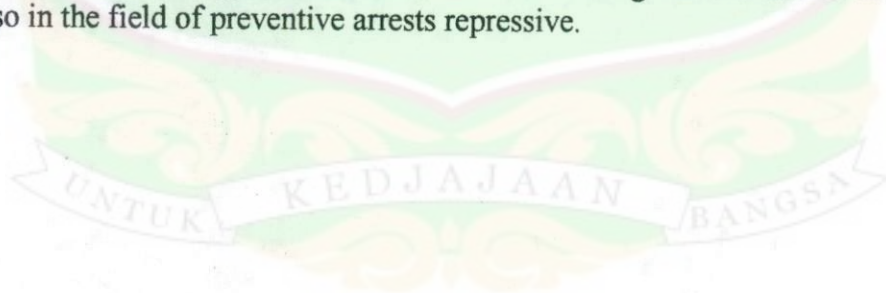 so in the field of preventive arrests repressive.
UNTUK KEDJAJAAN BANGSA